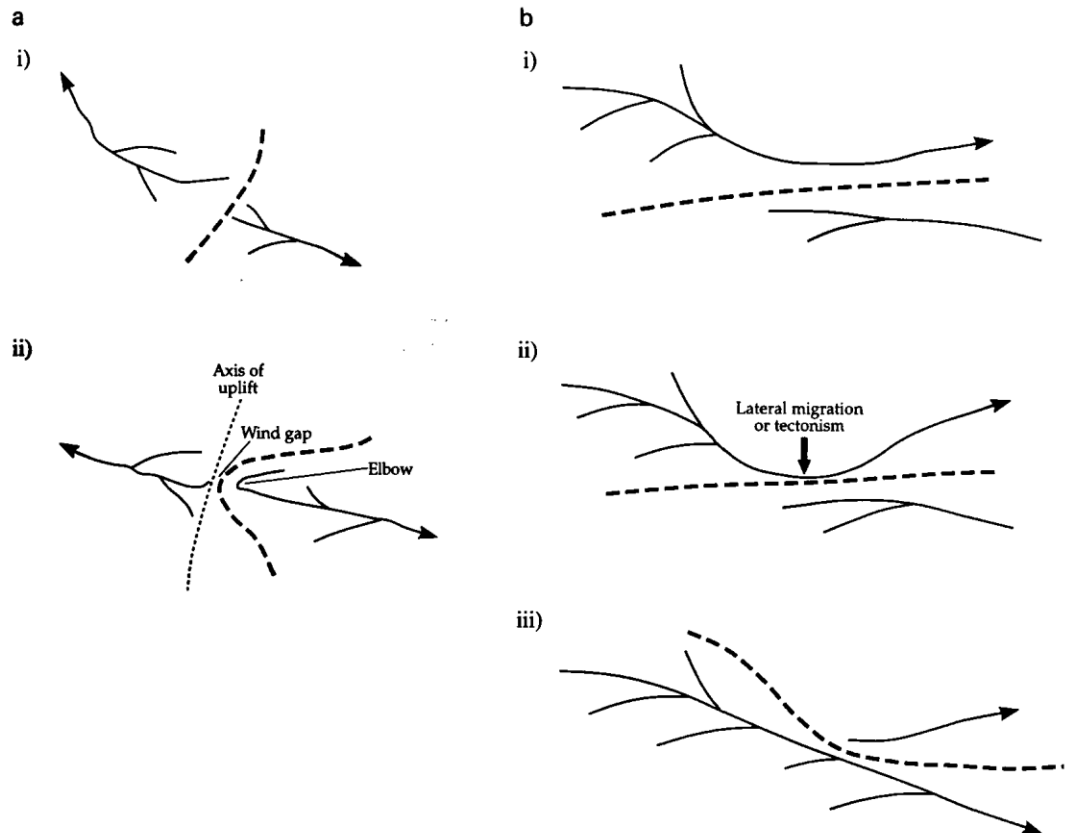 a
i)
ii)
Axis of
uplift
Wind gap
Elbow
b
i)
ii)
Lateral migration
or tectonism
iii)